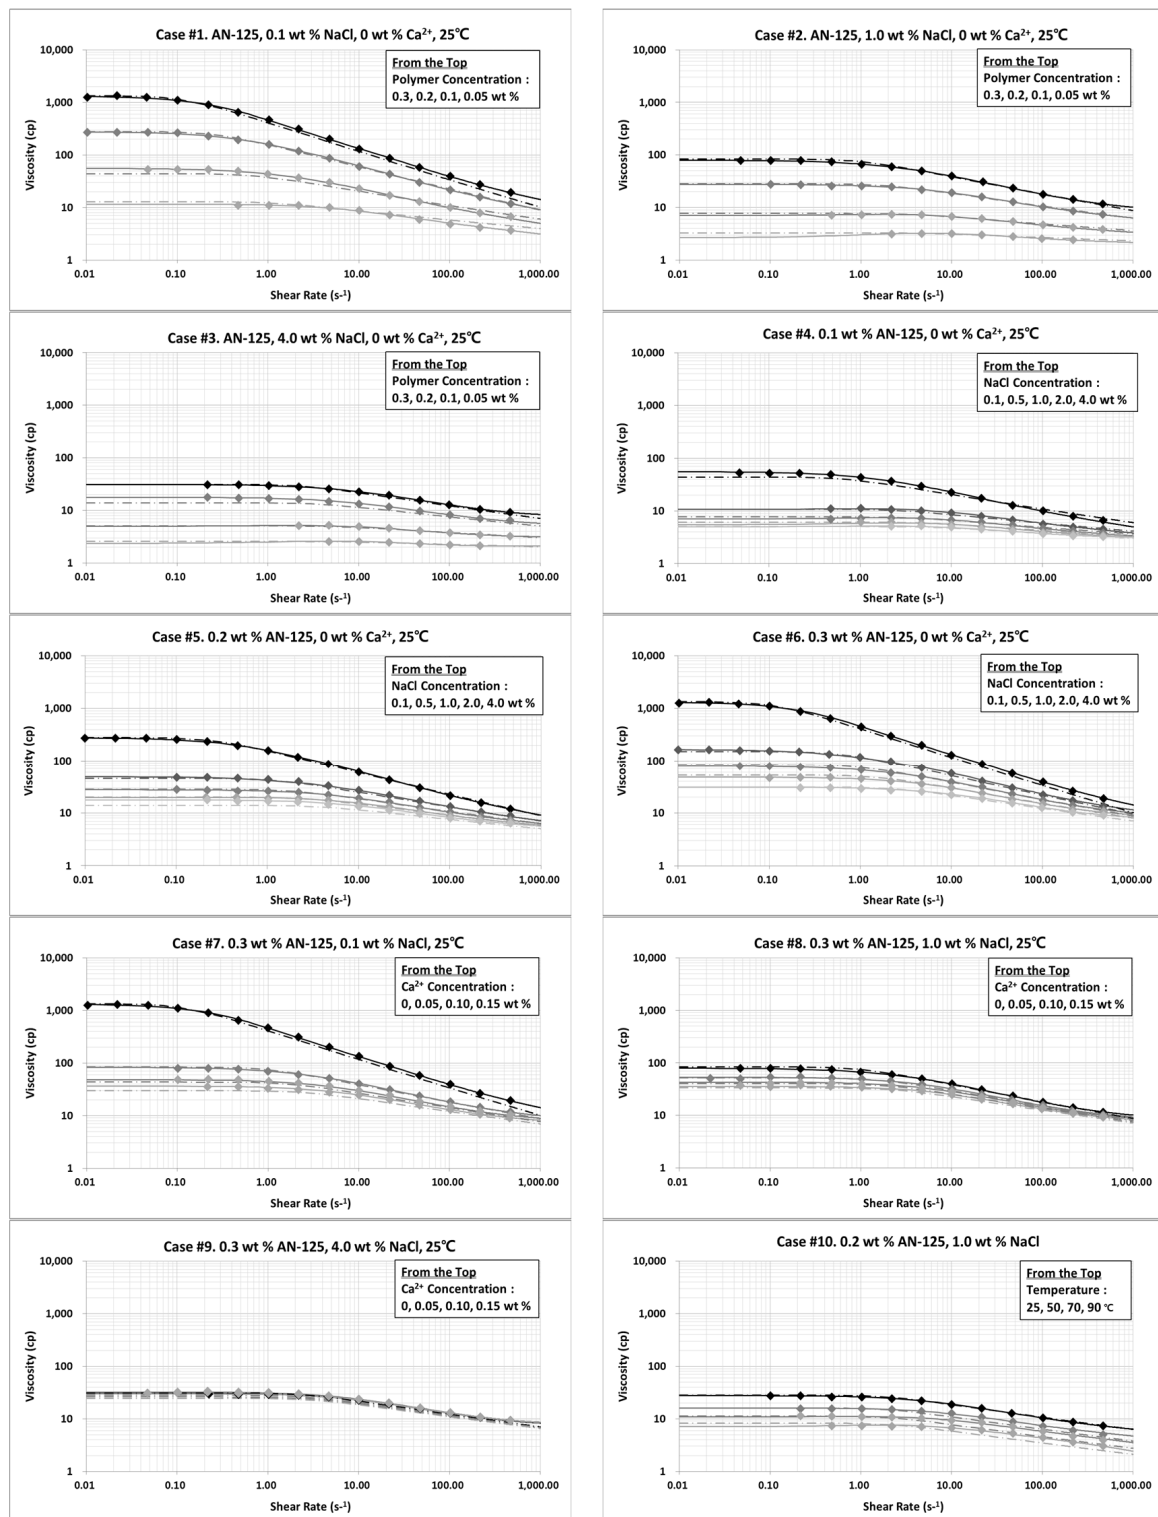 Case #1. AN-125, 0.1 wt % NaCl, 0 wt % Ca²⁺, 25℃
10,000
1,000
100
10
1
Viscosity (cp)
From the Top
Polymer Concentration :
0.3, 0.2, 0.1, 0.05 wt %
0.01 0.10 1.00 10.00 100.00 1,000.00
Shear Rate (s⁻¹)
Case #2. AN-125, 1.0 wt % NaCl, 0 wt % Ca²⁺, 25℃
10,000
1,000
100
10
1
Viscosity (cp)
From the Top
Polymer Concentration :
0.3, 0.2, 0.1, 0.05 wt %
0.01 0.10 1.00 10.00 100.00 1,000.00
Shear Rate (s⁻¹)
Case #3. AN-125, 4.0 wt % NaCl, 0 wt % Ca²⁺, 25℃
10,000
1,000
100
10
1
Viscosity (cp)
From the Top
Polymer Concentration :
0.3, 0.2, 0.1, 0.05 wt %
0.01 0.10 1.00 10.00 100.00 1,000.00
Shear Rate (s⁻¹)
Case #4. 0.1 wt % AN-125, 0 wt % Ca²⁺, 25℃
10,000
1,000
100
10
1
Viscosity (cp)
From the Top
NaCl Concentration :
0.1, 0.5, 1.0, 2.0, 4.0 wt %
0.01 0.10 1.00 10.00 100.00 1,000.00
Shear Rate (s⁻¹)
Case #5. 0.2 wt % AN-125, 0 wt % Ca²⁺, 25℃
10,000
1,000
100
10
1
Viscosity (cp)
From the Top
NaCl Concentration :
0.1, 0.5, 1.0, 2.0, 4.0 wt %
0.01 0.10 1.00 10.00 100.00 1,000.00
Shear Rate (s⁻¹)
Case #6. 0.3 wt % AN-125, 0 wt % Ca²⁺, 25℃
10,000
1,000
100
10
1
Viscosity (cp)
From the Top
NaCl Concentration :
0.1, 0.5, 1.0, 2.0, 4.0 wt %
0.01 0.10 1.00 10.00 100.00 1,000.00
Shear Rate (s⁻¹)
Case #7. 0.3 wt % AN-125, 0.1 wt % NaCl, 25℃
10,000
1,000
100
10
1
Viscosity (cp)
From the Top
Ca²⁺ Concentration :
0, 0.05, 0.10, 0.15 wt %
0.01 0.10 1.00 10.00 100.00 1,000.00
Shear Rate (s⁻¹)
Case #8. 0.3 wt % AN-125, 1.0 wt % NaCl, 25℃
10,000
1,000
100
10
1
Viscosity (cp)
From the Top
Ca²⁺ Concentration :
0, 0.05, 0.10, 0.15 wt %
0.01 0.10 1.00 10.00 100.00 1,000.00
Shear Rate (s⁻¹)
Case #9. 0.3 wt % AN-125, 4.0 wt % NaCl, 25℃
10,000
1,000
100
10
1
Viscosity (cp)
From the Top
Ca²⁺ Concentration :
0, 0.05, 0.10, 0.15 wt %
0.01 0.10 1.00 10.00 100.00 1,000.00
Shear Rate (s⁻¹)
Case #10. 0.2 wt % AN-125, 1.0 wt % NaCl
10,000
1,000
100
10
1
Viscosity (cp)
From the Top
Temperature :
25, 50, 70, 90 ℃
0.01 0.10 1.00 10.00 100.00 1,000.00
Shear Rate (s⁻¹)